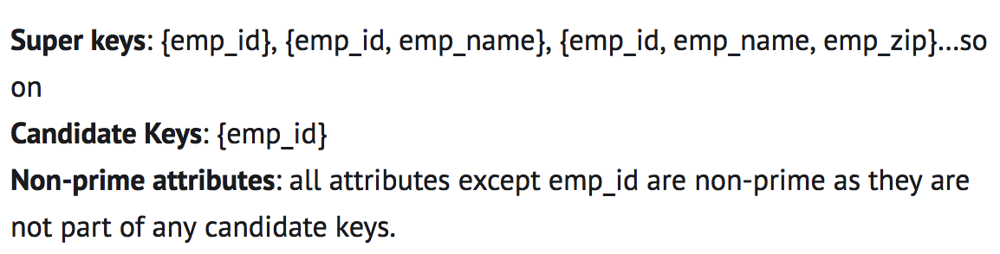 Super keys: {emp_id}, {emp_id, emp_name}, {emp_id, emp_name, emp_zip}...so
on
Candidate Keys: {emp_id}
Non-prime attributes: all attributes except emp_id are non-prime as they are
not part of any candidate keys.